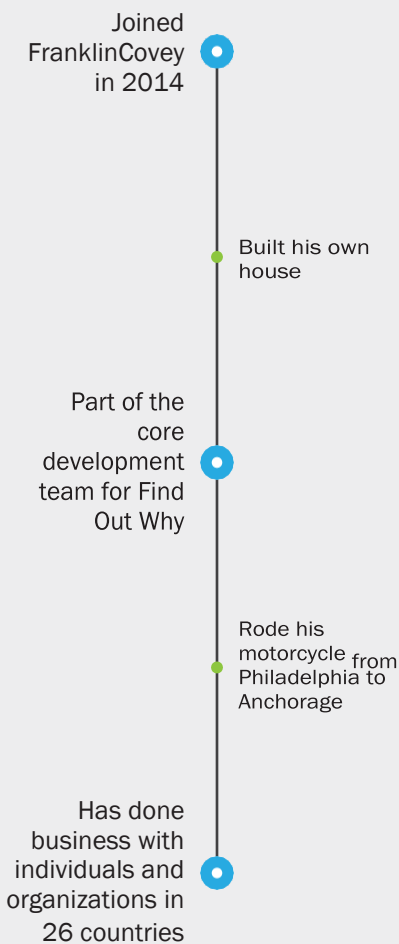 Joined
FranklinCovey
in 2014
Built his own
house
Part of the
core
development
team for Find
Out Why
Rode his
motorcycle from
Philadelphia to
Anchorage
Has done
business with
individuals and
organizations in
26 countries